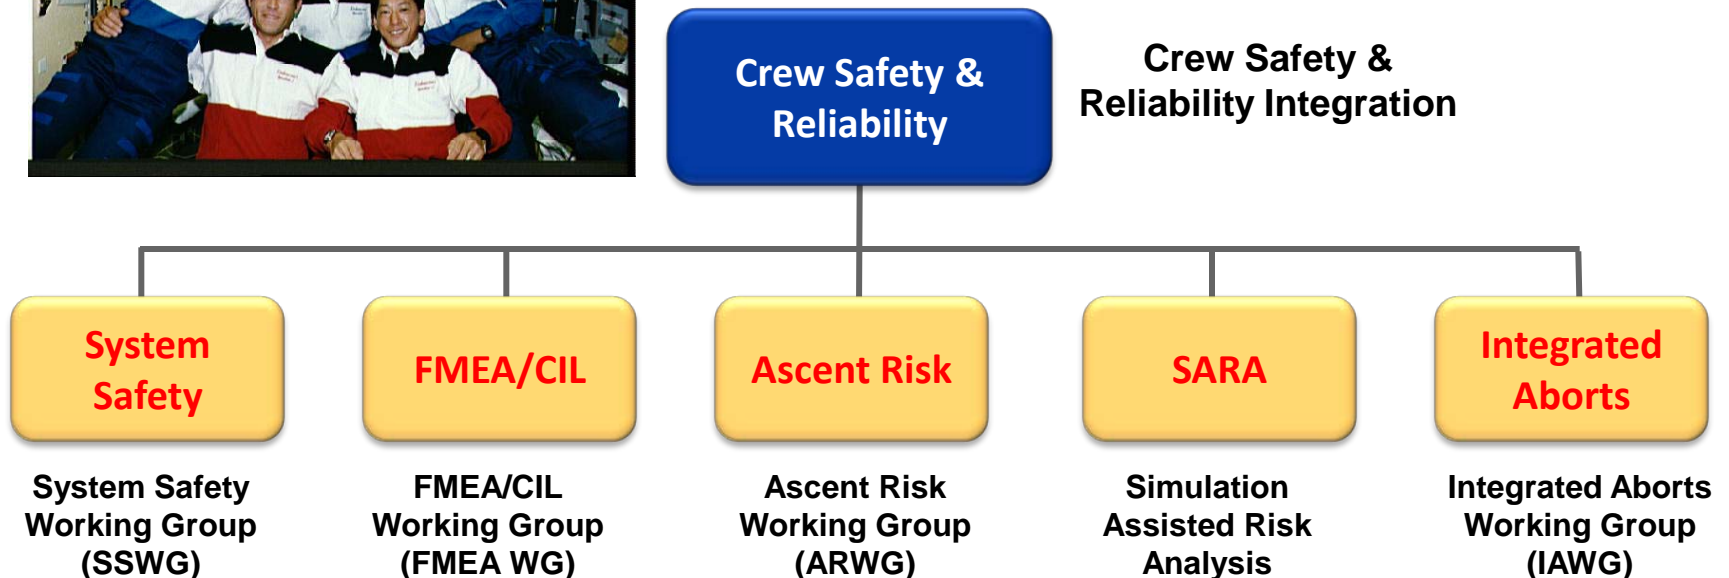 Crew Safety &
Reliability
Crew Safety &
Reliability Integration
System
Safety
FMEA/CIL
Ascent Risk
SARA
Integrated
Aborts
System Safety
Working Group
(SSWG)
FMEA/CIL
Working Group
(FMEA WG)
Ascent Risk
Working Group
(ARWG)
Simulation
Assisted Risk
Analysis
Integrated Aborts
Working Group
(IAWG)